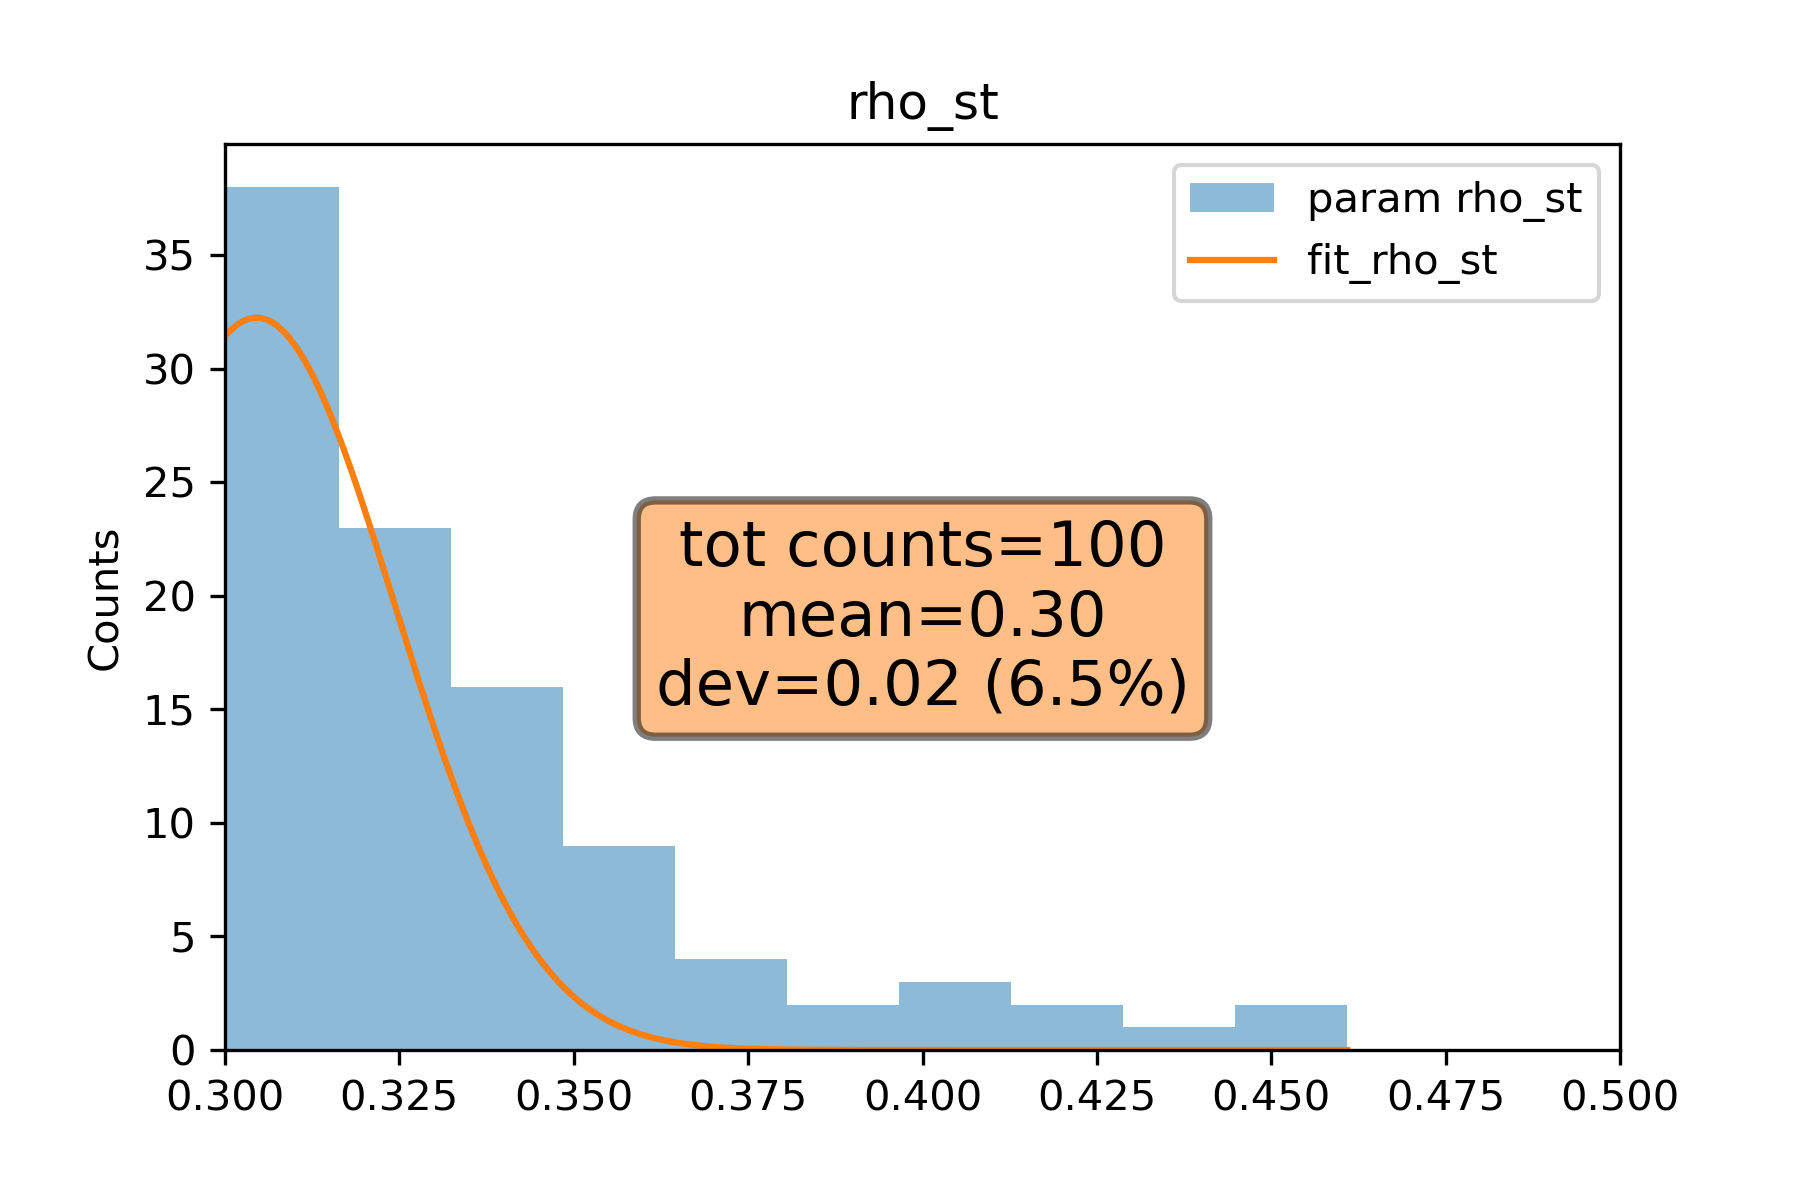 rho_st
param rho_st
fit_rho_st
Counts
35
30
25
20
15
10
5
0
tot counts=100
mean=0.30
dev=0.02 (6.5%)
0.300 0.325 0.350 0.375 0.400 0.425 0.450 0.475 0.500